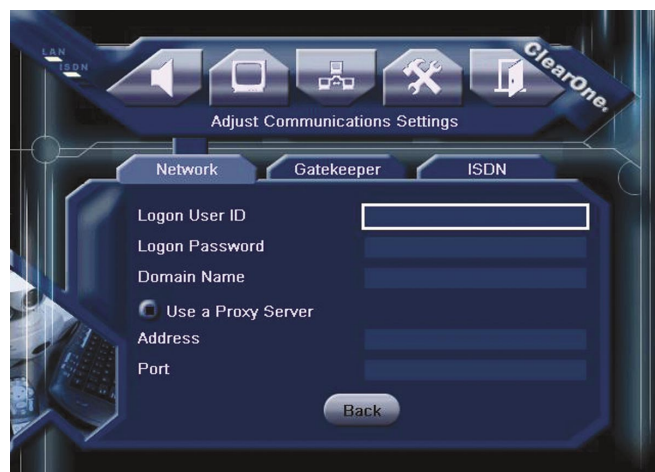 LAN
ISDN
ClearOne.
Adjust Communications Settings
Network
Gatekeeper
ISDN
Logon User ID
Logon Password
Domain Name
Use a Proxy Server
Address
Port
Back